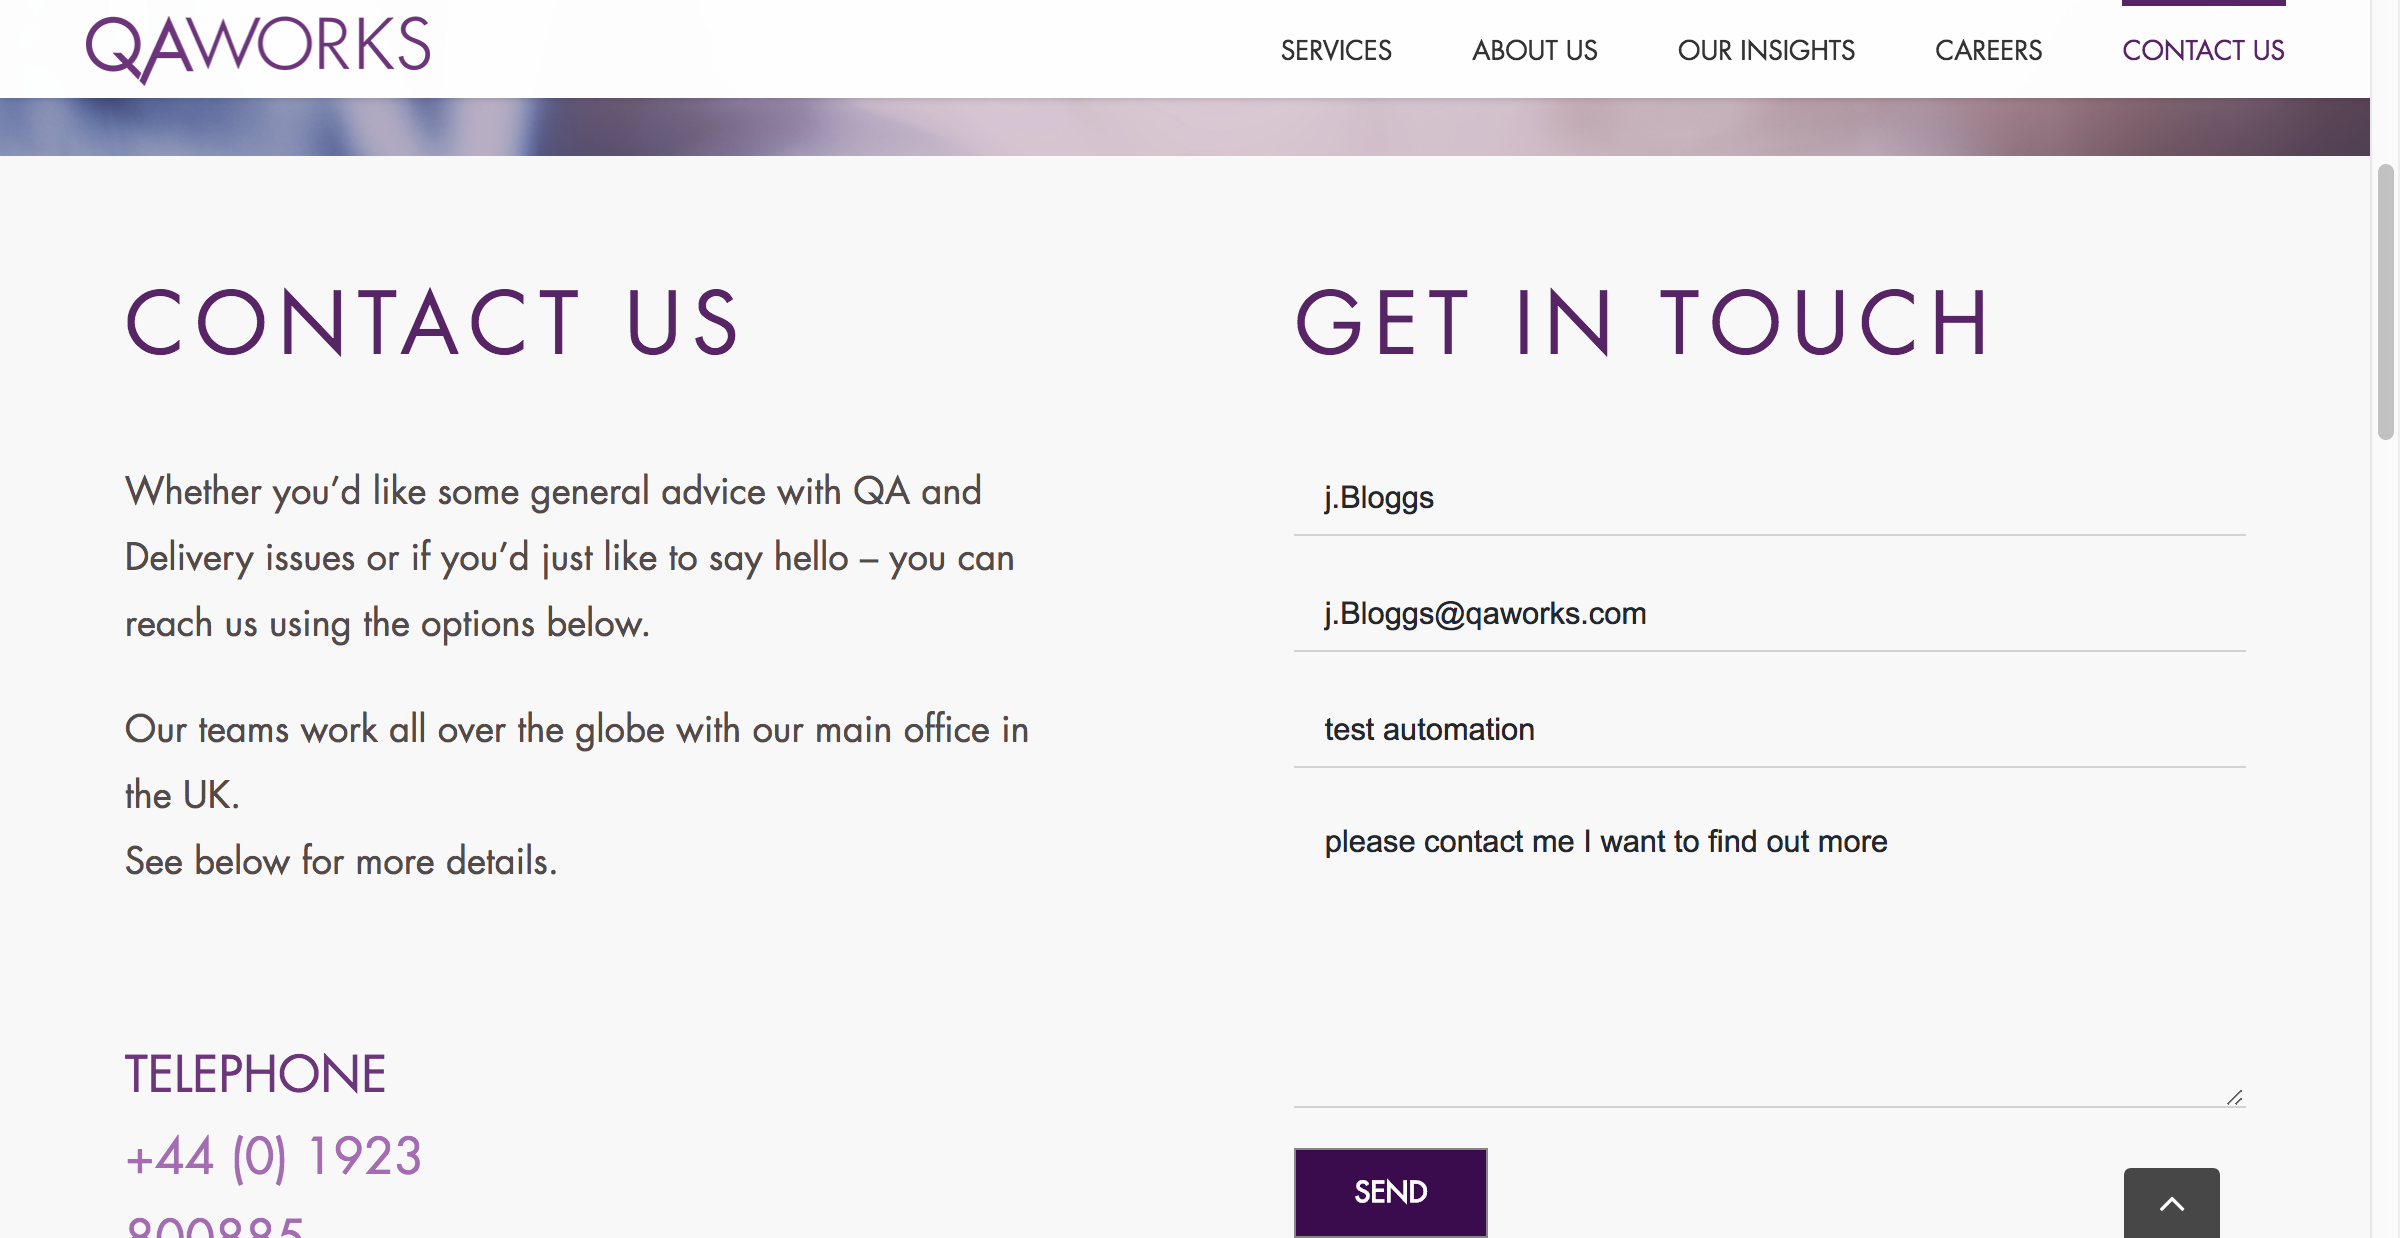 QAWORKS
SERVICES ABOUT US OUR INSIGHTS CAREERS CONTACT US
CONTACT US
Whether you’d like some general advice with QA and
Delivery issues or if you’d just like to say hello – you can
reach us using the options below.
Our teams work all over the globe with our main office in
the UK.
See below for more details.
TELEPHONE
+44 (0) 1923
800885
GET IN TOUCH
j.Bloggs
j.Bloggs@qaworks.com
test automation
please contact me I want to find out more
SEND